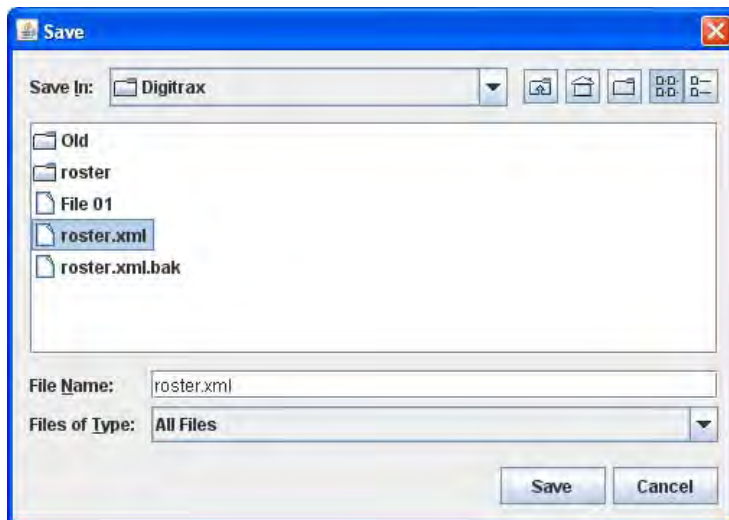 Save
Save In: Digitrax
Old
roster
File 01
roster.xml
roster.xml.bak
File Name: roster.xml
Files of Type: All Files
Save Cancel